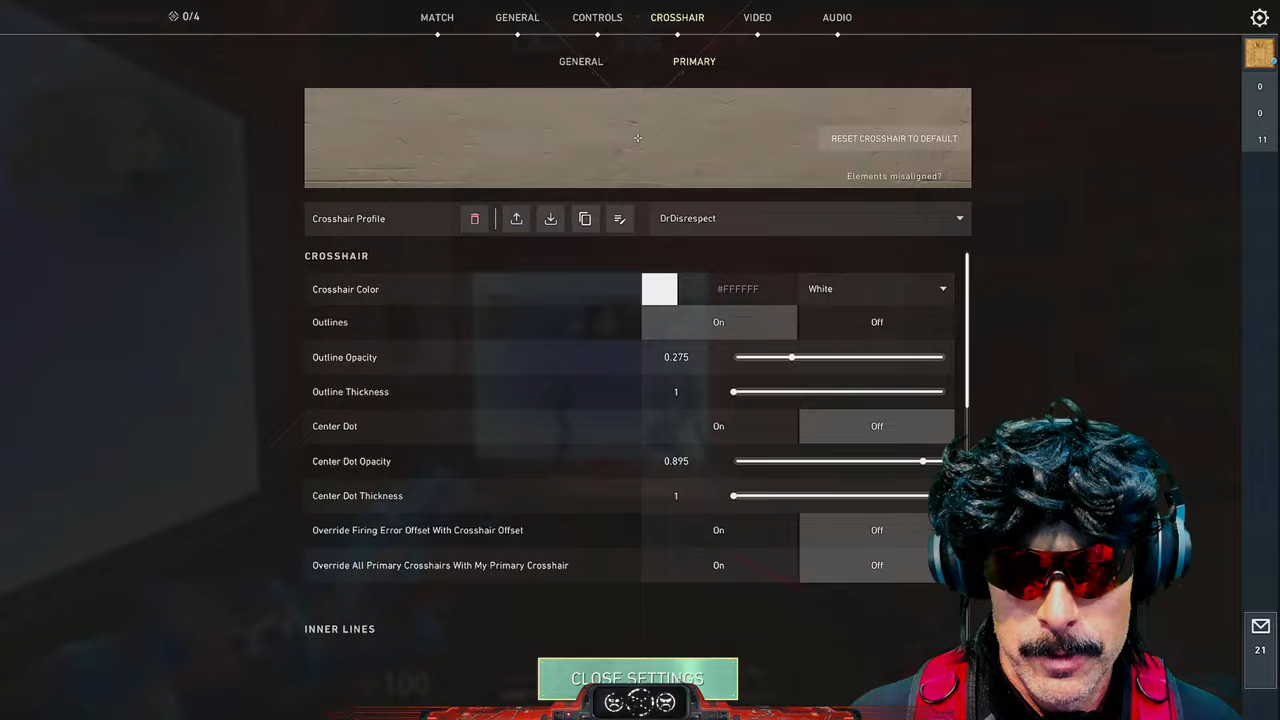 0/4
MATCH GENERAL CONTROLS CROSSHAIR VIDEO AUDIO
GENERAL PRIMARY
0
0
11
RESET CROSSHAIR TO DEFAULT
Elements misaligned?
Crosshair Profile DrDisrespect
CROSSHAIR
Crosshair Color #FFFFFF White
Outlines On Off
Outline Opacity 0.275
Outline Thickness 1
Center Dot On Off
Center Dot Opacity 0.895
Center Dot Thickness 1
Override Firing Error Offset With Crosshair Offset On Off
Override All Primary Crosshairs With My Primary Crosshair On Off
INNER LINES
21
CLOSE SETTINGS
100